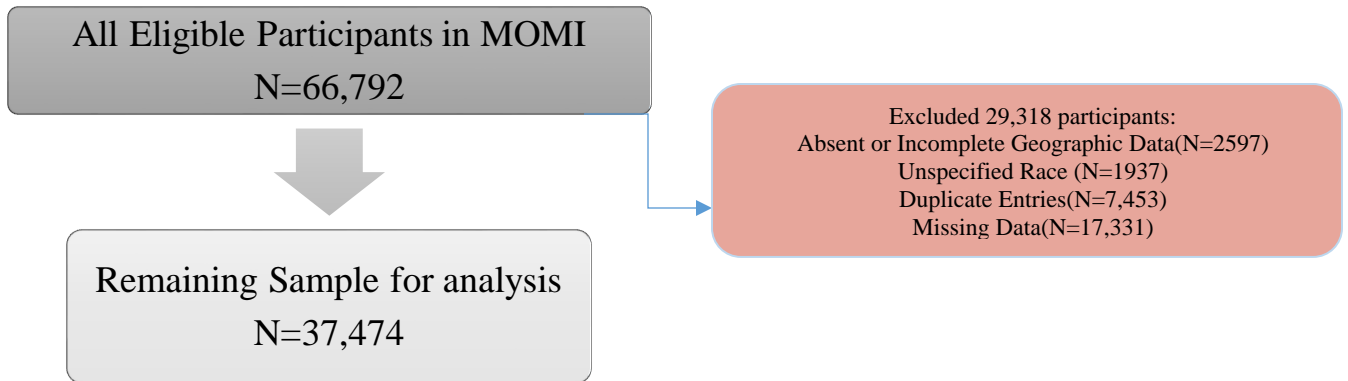 All Eligible Participants in MOMI
N=66,792
Excluded 29,318 participants:
Absent or Incomplete Geographic Data(N=2597)
Unspecified Race (N=1937)
Duplicate Entries(N=7,453)
Missing Data(N=17,331)
Remaining Sample for analysis
N=37,474